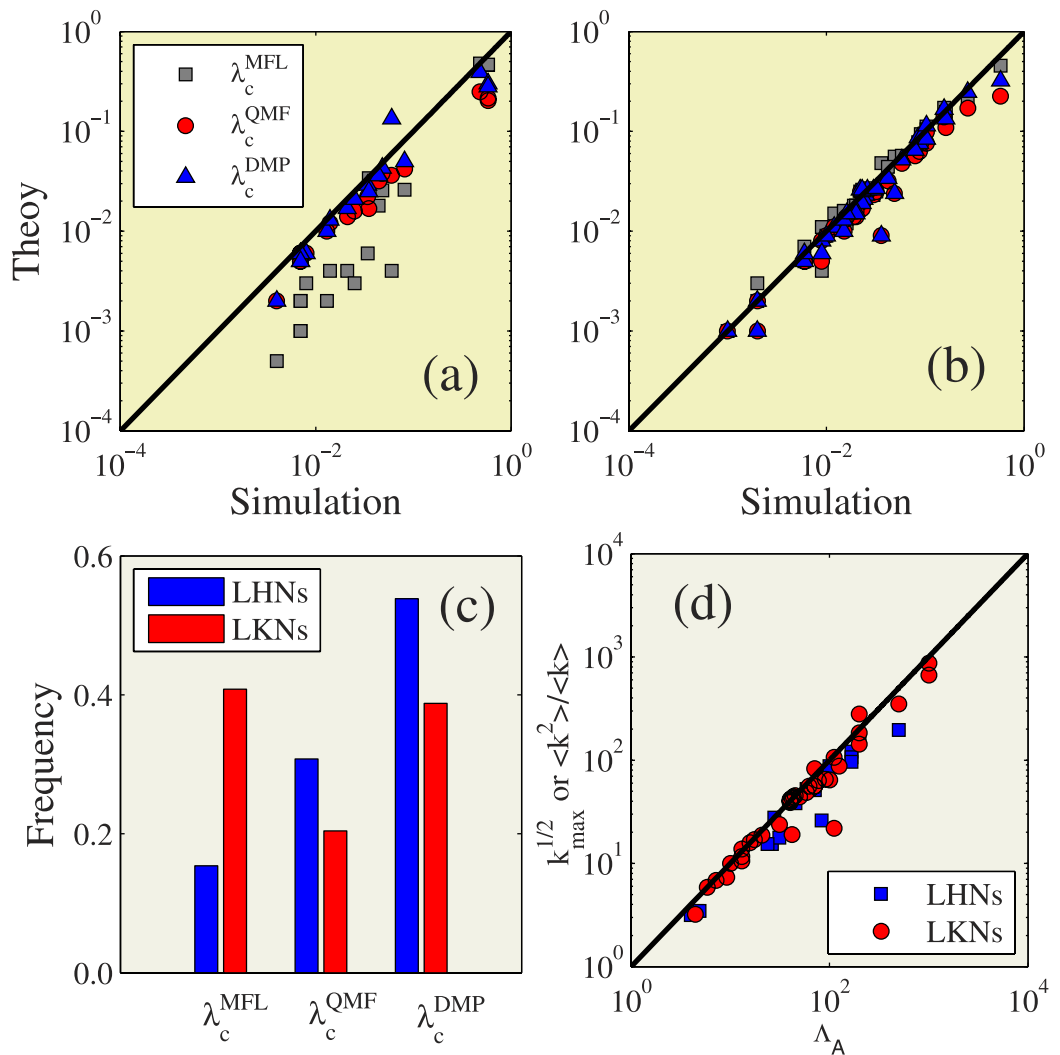 10^0
10^-1
10^-2
10^-3
10^-4
Theoy
λ_c^MFL
λ_c^QMF
λ_c^DMP
(a)
10^-4
10^-2
10^0
Simulation
10^0
10^-1
10^-2
10^-3
10^-4
(b)
10^-4
10^-2
10^0
Simulation
0.6
0.4
0.2
0.0
Frequency
LHNs
LKNs
(c)
λ_c^MFL
λ_c^QMF
λ_c^DMP
10^4
10^3
10^2
10^1
10^0
k_max^1/2 or <k^2>/<k>
(d)
LHNs
LKNs
10^0
10^2
10^4
Λ_A